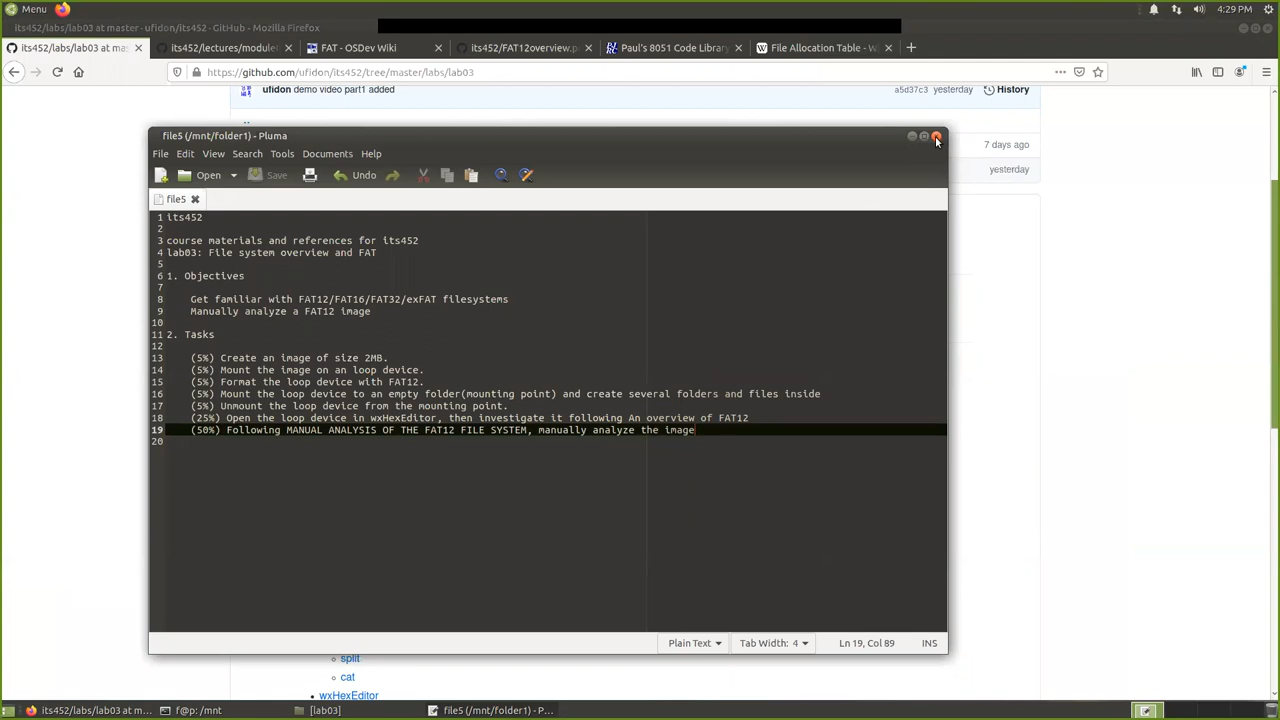 Menu
4:29 PM
its452/labs/lab03 at master · ufidon/its452 · GitHub - Mozilla Firefox
its452/labs/lab03 at mas
its452/lectures/module
FAT - OSDev Wiki
its452/FAT12overview.p
Paul's 8051 Code Library
File Allocation Table - Wi
https://github.com/ufidon/its452/tree/master/labs/lab03
ufidon demo video part1 added
a5d37c3 yesterday
History
7 days ago
yesterday
file5 (/mnt/folder1) - Pluma
File Edit View Search Tools Documents Help
Open Save Undo
file5
1 its452
2
3 course materials and references for its452
4 lab03: File system overview and FAT
5
6 1. Objectives
7
8 Get familiar with FAT12/FAT16/FAT32/exFAT filesystems
9 Manually analyze a FAT12 image
10
11 2. Tasks
12
13 (5%) Create an image of size 2MB.
14 (5%) Mount the image on an loop device.
15 (5%) Format the loop device with FAT12.
16 (5%) Mount the loop device to an empty folder(mounting point) and create several folders and files inside
17 (5%) Unmount the loop device from the mounting point.
18 (25%) Open the loop device in wxHexEditor, then investigate it following An overview of FAT12
19 (50%) Following MANUAL ANALYSIS OF THE FAT12 FILE SYSTEM, manually analyze the image
20
Plain Text Tab Width: 4 Ln 19, Col 89 INS
split
cat
wxHexEditor
its452/labs/lab03 at ma...
f@p: /mnt
[lab03]
file5 (/mnt/folder1) - P...